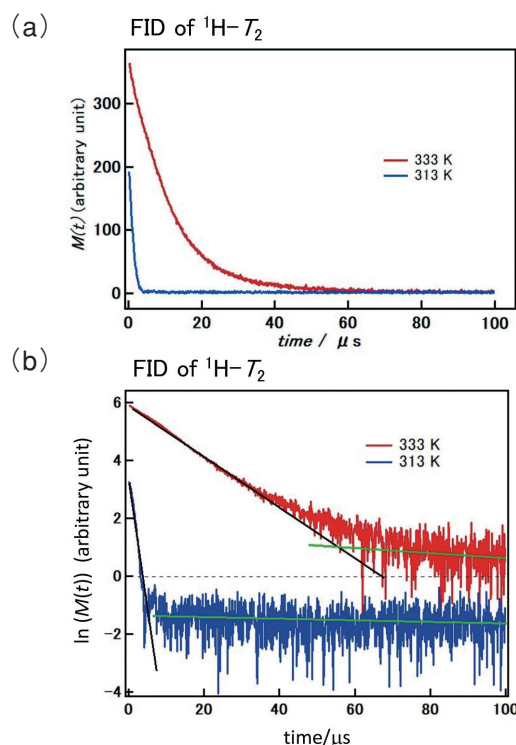 (a)
FID of ¹H-T₂
M(t) (arbitrary unit)
300
200
100
0
333 K
313 K
0 20 40 60 80 100
time / μs
(b)
FID of ¹H-T₂
ln (M(t)) (arbitrary unit)
6
4
2
0
-2
-4
333 K
313 K
0 20 40 60 80 100
time/μs